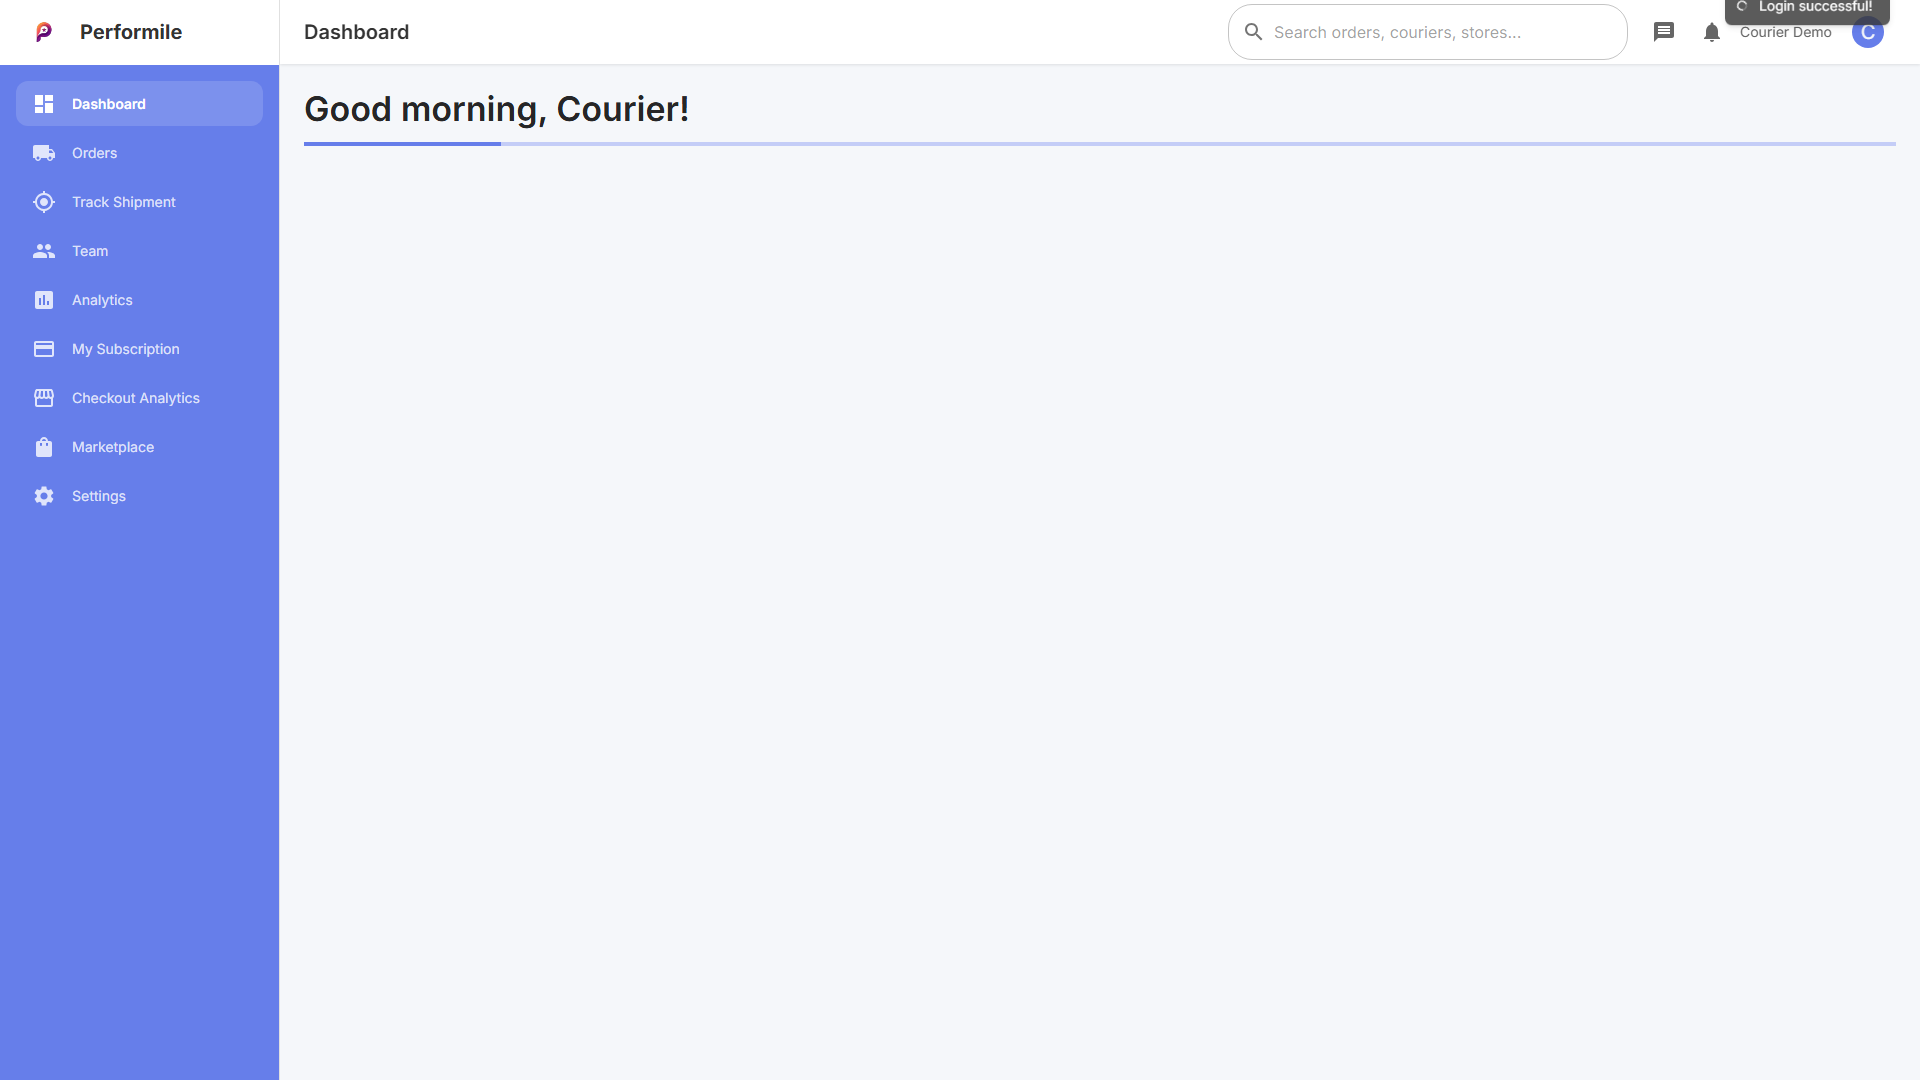 Performile
Dashboard
Search orders, couriers, stores...
Login successful!
Courier Demo
C
Dashboard
Orders
Track Shipment
Team
Analytics
My Subscription
Checkout Analytics
Marketplace
Settings
Good morning, Courier!